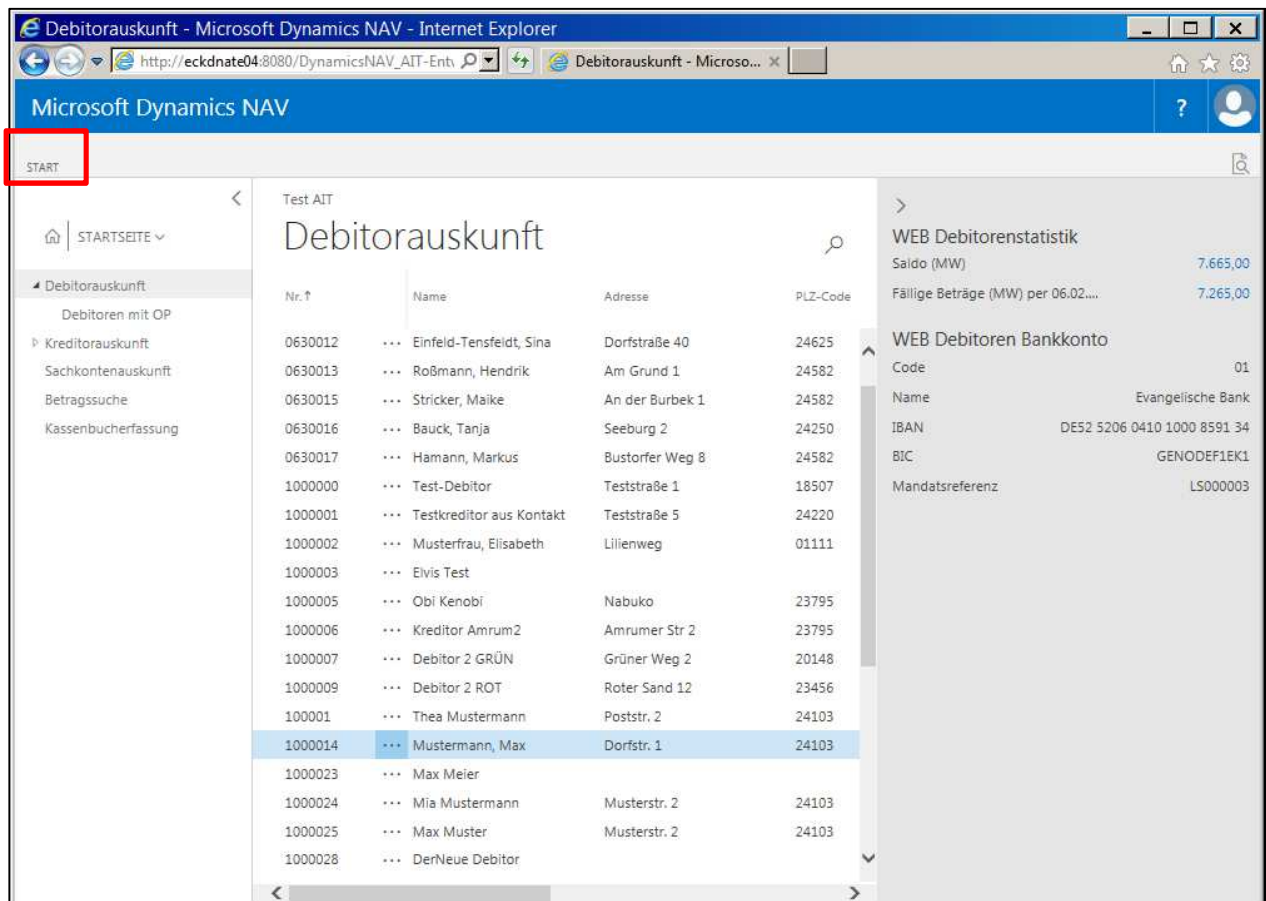 Debitorauskunft - Microsoft Dynamics NAV - Internet Explorer
http://eckdnate04:8080/DynamicsNAV_AIT-Entw Debitorauskunft - Microso...
Microsoft Dynamics NAV ?
START
Test AIT
Debitorauskunft
STARTSEITE
Debitorauskunft
Debitoren mit OP
Kreditorauskunft
Sachkontenauskunft
Betragssuche
Kassenbucherfassung
Nr. Name Adresse PLZ-Code
0630012 ... Einfeld-Tensfeldt, Sina Dorfstraße 40 24625
0630013 ... Roßmann, Hendrik Am Grund 1 24582
0630015 ... Stricker, Maike An der Burbek 1 24582
0630016 ... Bauck, Tanja Seeburg 2 24250
0630017 ... Hamann, Markus Bustorfer Weg 8 24582
1000000 ... Test-Debitor Teststraße 1 18507
1000001 ... Testkreditor aus Kontakt Teststraße 5 24220
1000002 ... Musterfrau, Elisabeth Lilienweg 01111
1000003 ... Elvis Test
1000005 ... Obi Kenobi Nabuko 23795
1000006 ... Kreditor Amrum2 Amrumer Str 2 23795
1000007 ... Debitor 2 GRÜN Grüner Weg 2 20148
1000009 ... Debitor 2 ROT Roter Sand 12 23456
100001 ... Thea Mustermann Poststr. 2 24103
1000014 ... Mustermann, Max Dorfstr. 1 24103
1000023 ... Max Meier
1000024 ... Mia Mustermann Musterstr. 2 24103
1000025 ... Max Muster Musterstr. 2 24103
1000028 ... DerNeue Debitor
WEB Debitorenstatistik
Saldo (MW) 7.665,00
Fällige Beträge (MW) per 06.02.... 7.265,00
WEB Debitoren Bankkonto
Code 01
Name Evangelische Bank
IBAN DE52 5206 0410 1000 8591 34
BIC GENODEF1EK1
Mandatsreferenz LS000003